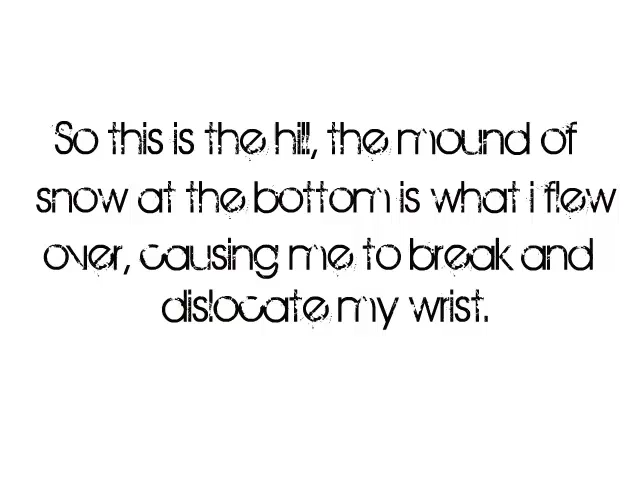 So this is the hill, the mound of
snow at the bottom is what i flew
over, causing me to break and
dislocate my wrist.